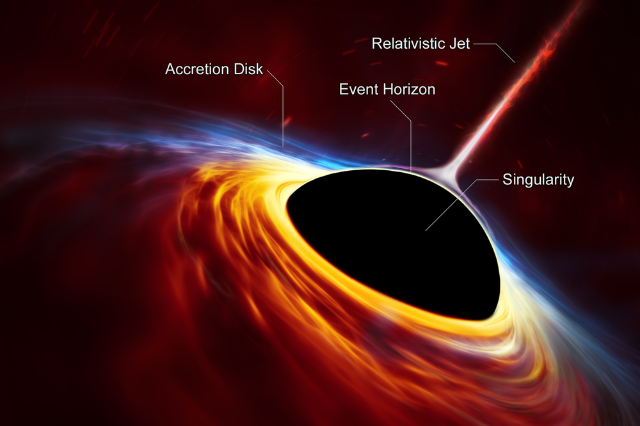 Relativistic Jet
Accretion Disk
Event Horizon
Singularity